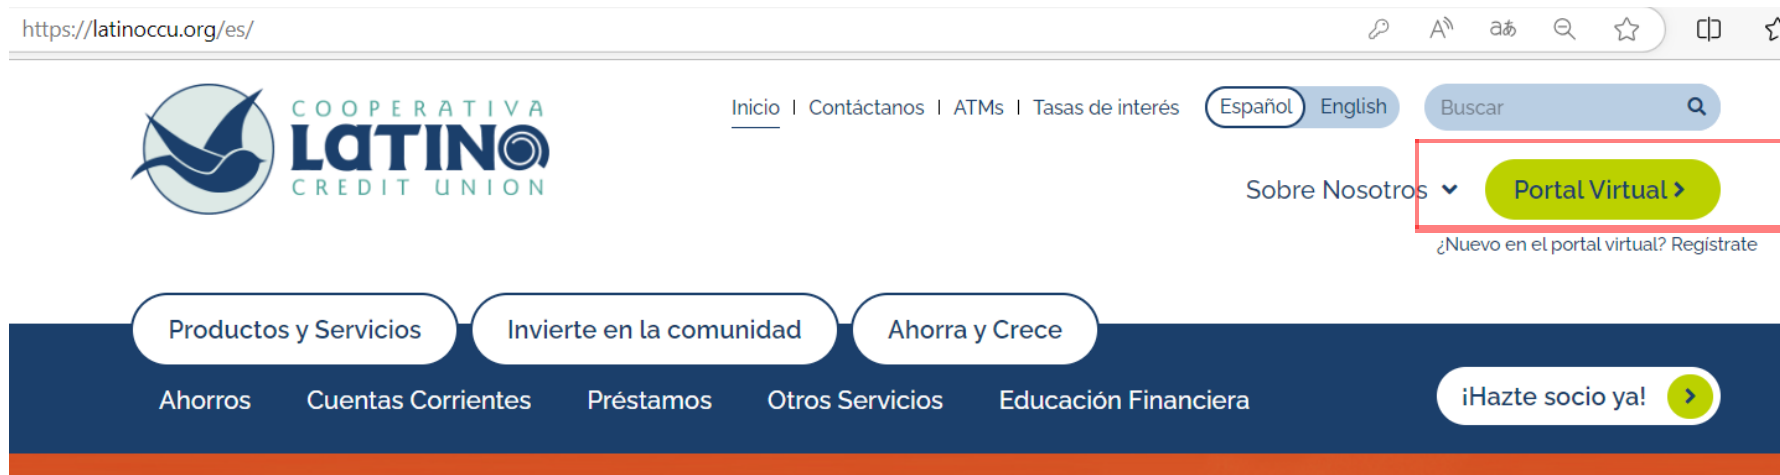 https://latinoccu.org/es/
COOPERATIVA
LATINO
CREDIT UNION
Inicio | Contáctanos | ATMs | Tasas de interés
Español English
Buscar
Sobre Nosotros
Portal Virtual
¿Nuevo en el portal virtual? Regístrate
Productos y Servicios
Invierte en la comunidad
Ahorra y Crece
Ahorros
Cuentas Corrientes
Préstamos
Otros Servicios
Educación Financiera
¡Hazte socio ya!